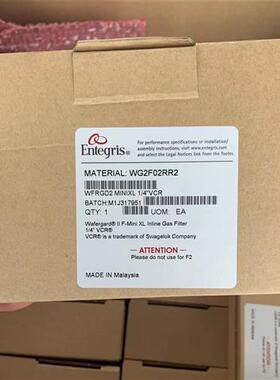 Entegris®
For performance specifications or installation/
assembly instructions, visit www.entegris.com
and select the Legal Notices link from the footer.
MATERIAL: WG2F02RR2
WFRGD2 MINIXL 1/4"VCR
BATCH:M1J317951
QTY: 1 UOM: EA
Wafergard® II F-Mini XL Inline Gas Filter
1/4" VCR®
VCR® is a trademark of Swagelok Company
— ATTENTION —
Please do not use for F2
MADE IN Malaysia